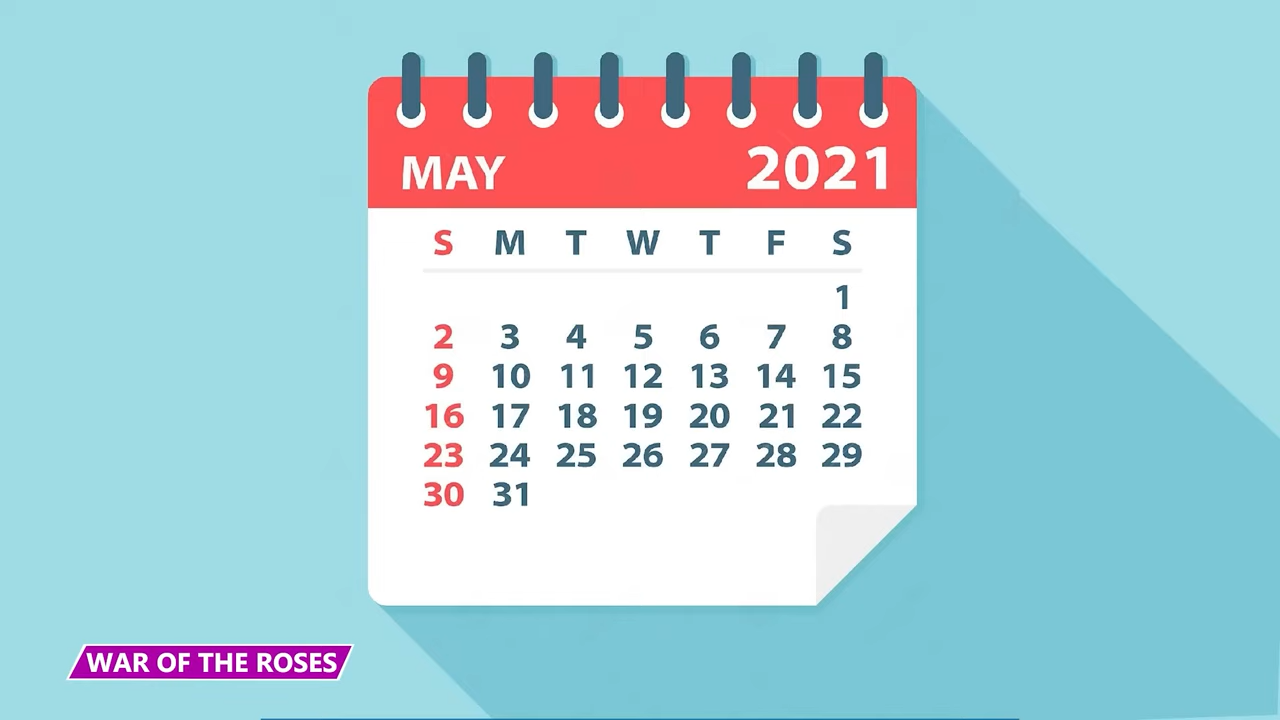 MAY 2021
S M T W T F S
1
2 3 4 5 6 7 8
9 10 11 12 13 14 15
16 17 18 19 20 21 22
23 24 25 26 27 28 29
30 31
WAR OF THE ROSES